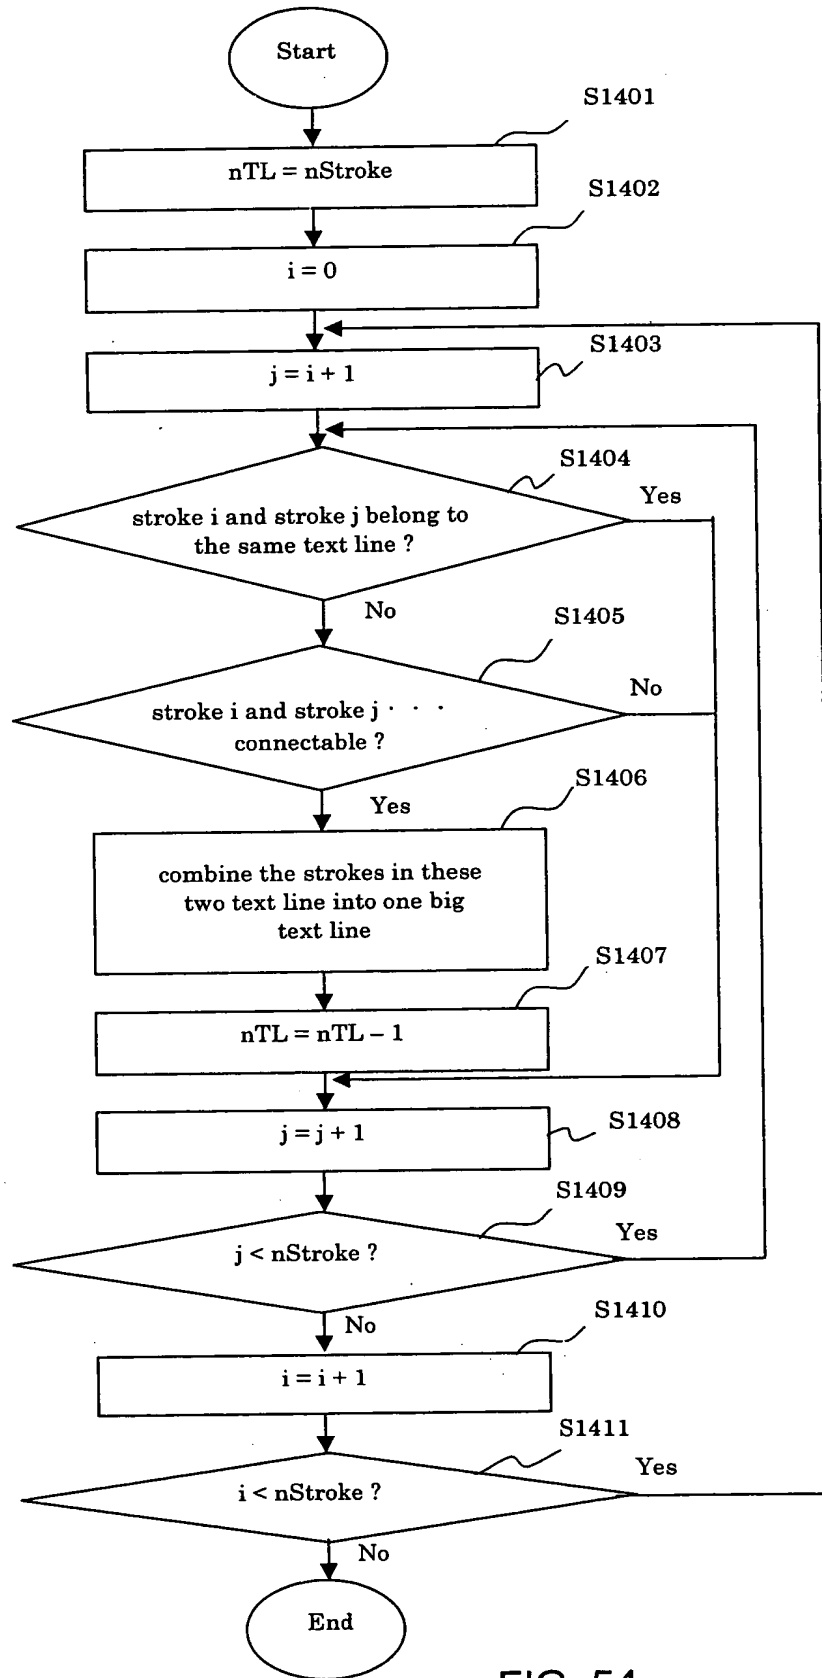 Start
S1401
nTL = nStroke
S1402
i = 0
S1403
j = i + 1
S1404
Yes
stroke i and stroke j belong to
the same text line ?
No
S1405
No
stroke i and stroke j
connectable ?
S1406
Yes
combine the strokes in these
two text line into one big
text line
S1407
nTL = nTL – 1
j = j + 1
S1408
S1409
Yes
j < nStroke ?
No
S1410
i = i + 1
S1411
Yes
i < nStroke ?
No
End
FIG. 54